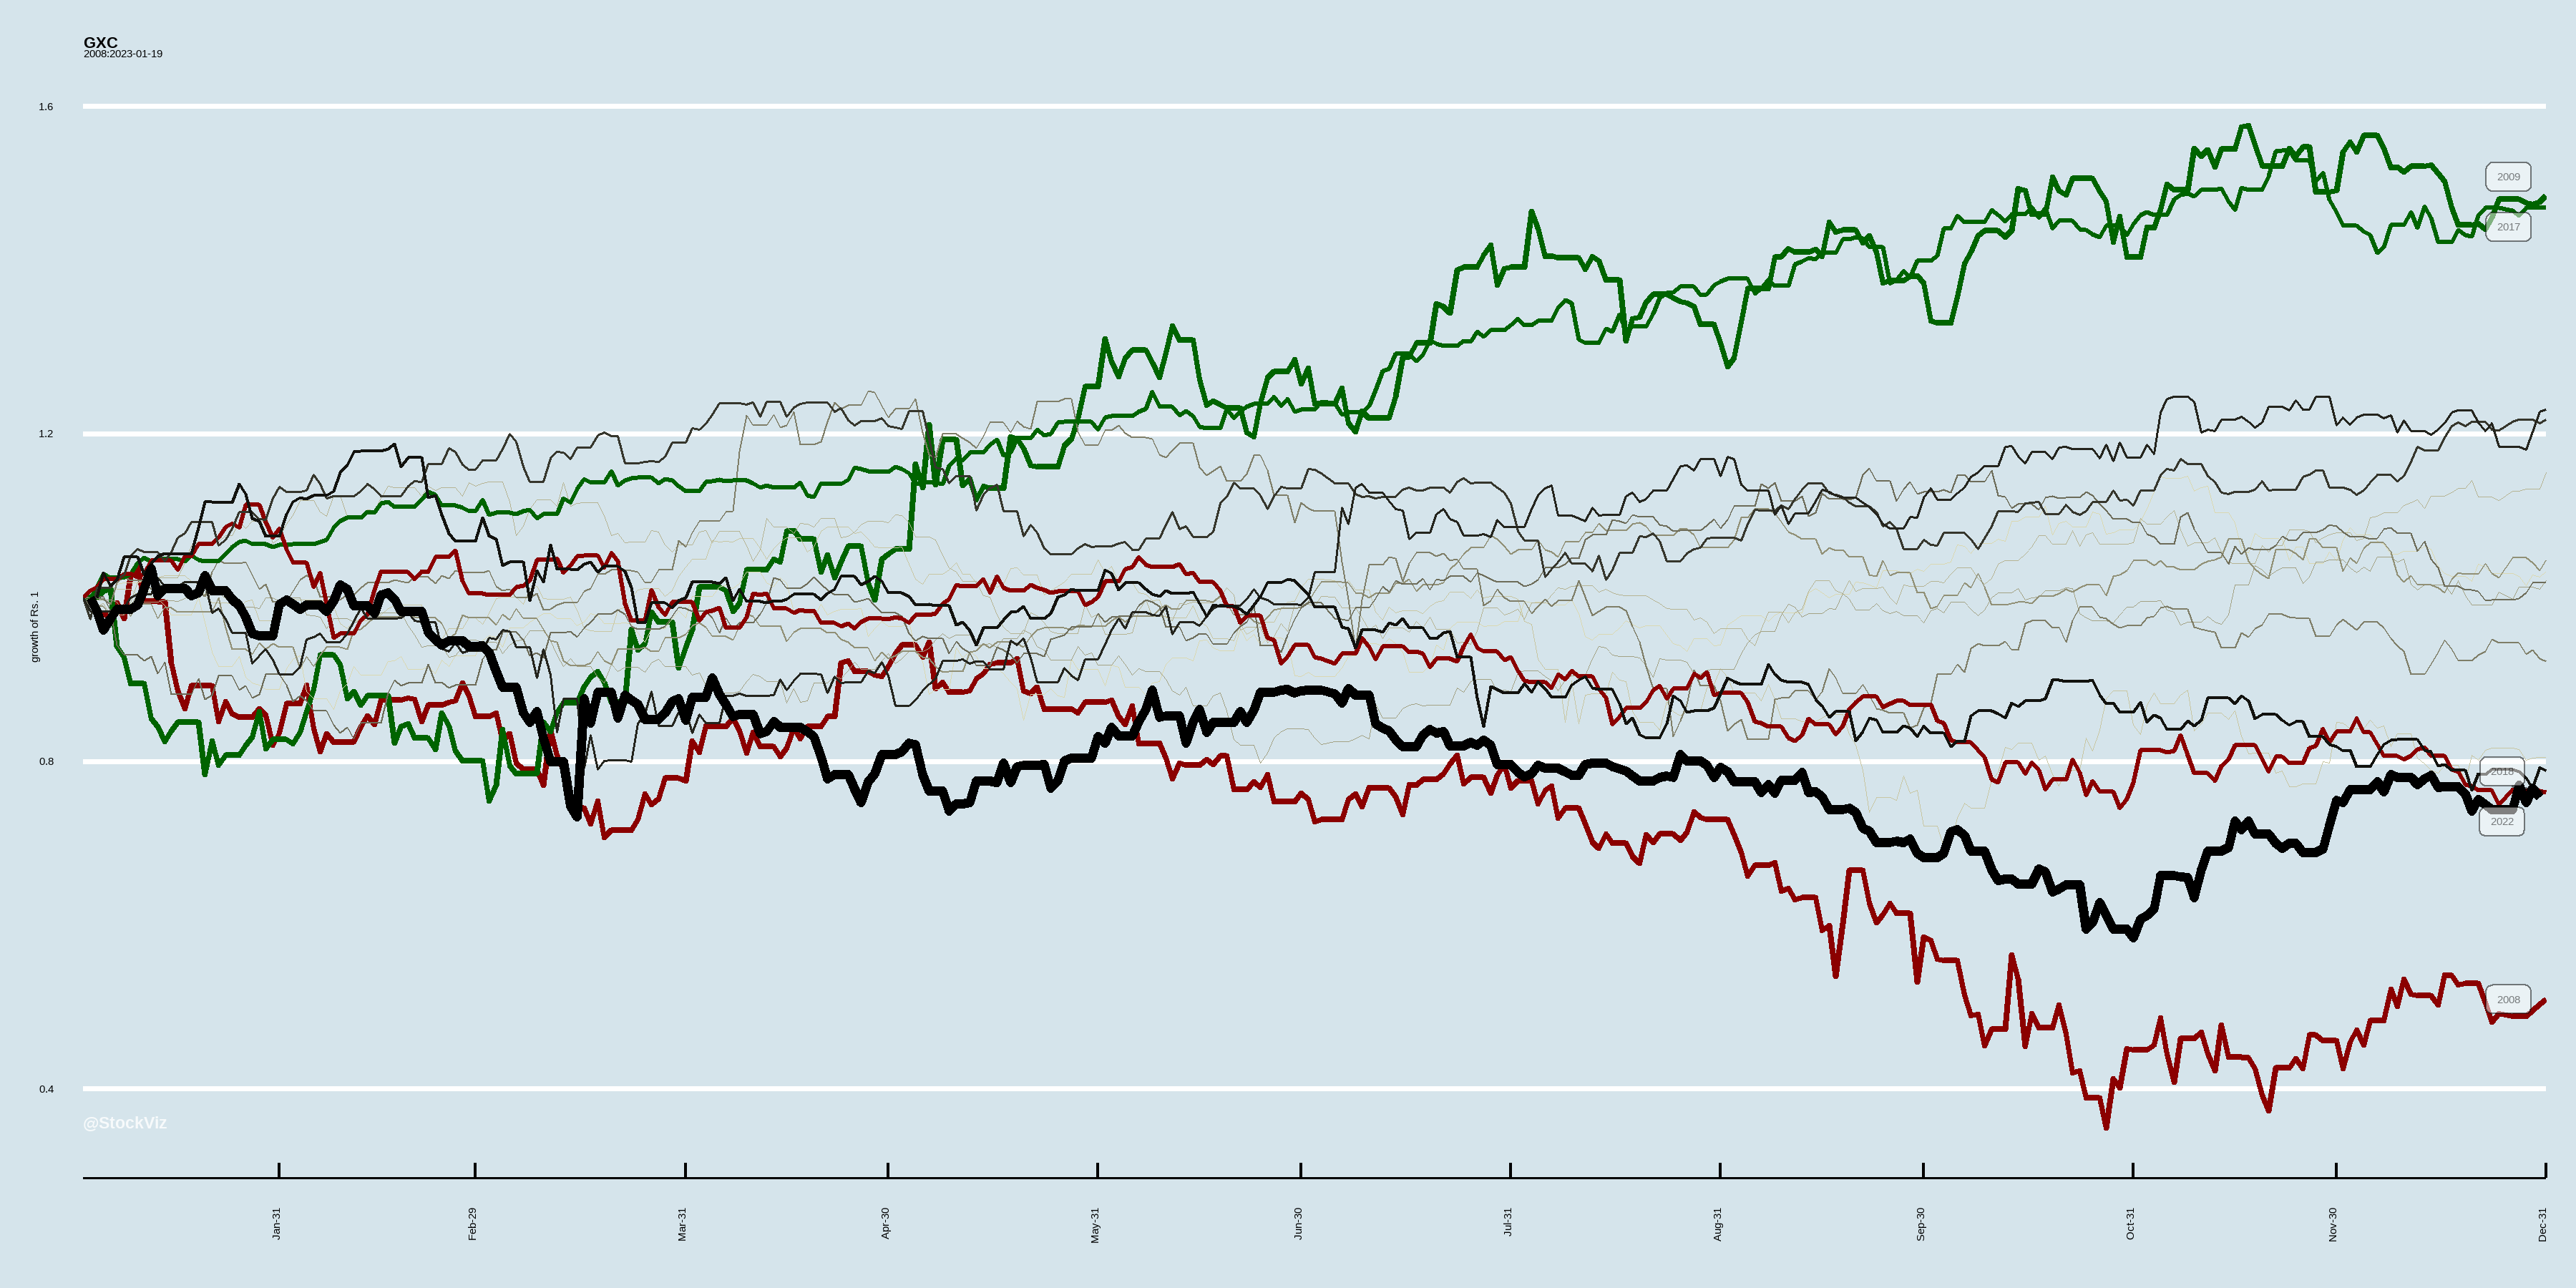 GXC
2008:2023-01-19
1.6
1.2
0.8
0.4
growth of Rs. 1
2009
2017
2018
2022
2008
@StockViz
Jan-31
Feb-29
Mar-31
Apr-30
May-31
Jun-30
Jul-31
Aug-31
Sep-30
Oct-31
Nov-30
Dec-31